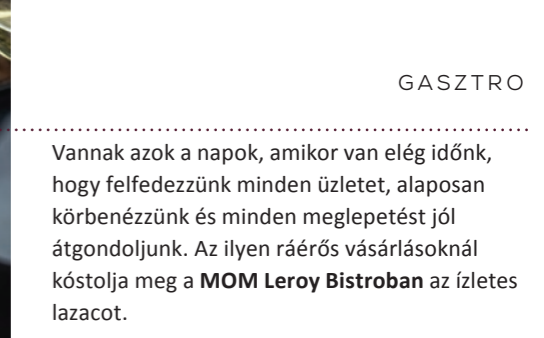 GASZTRO
Vannak azok a napok, amikor van elég időnk,
hogy felfedezzünk minden üzletet, alaposan
körbenézzünk és minden meglepetést jól
átgondoljunk. Az ilyen ráérős vásárlásoknál
kóstolja meg a MOM Leroy Bistroban az ízletes
lazacot.